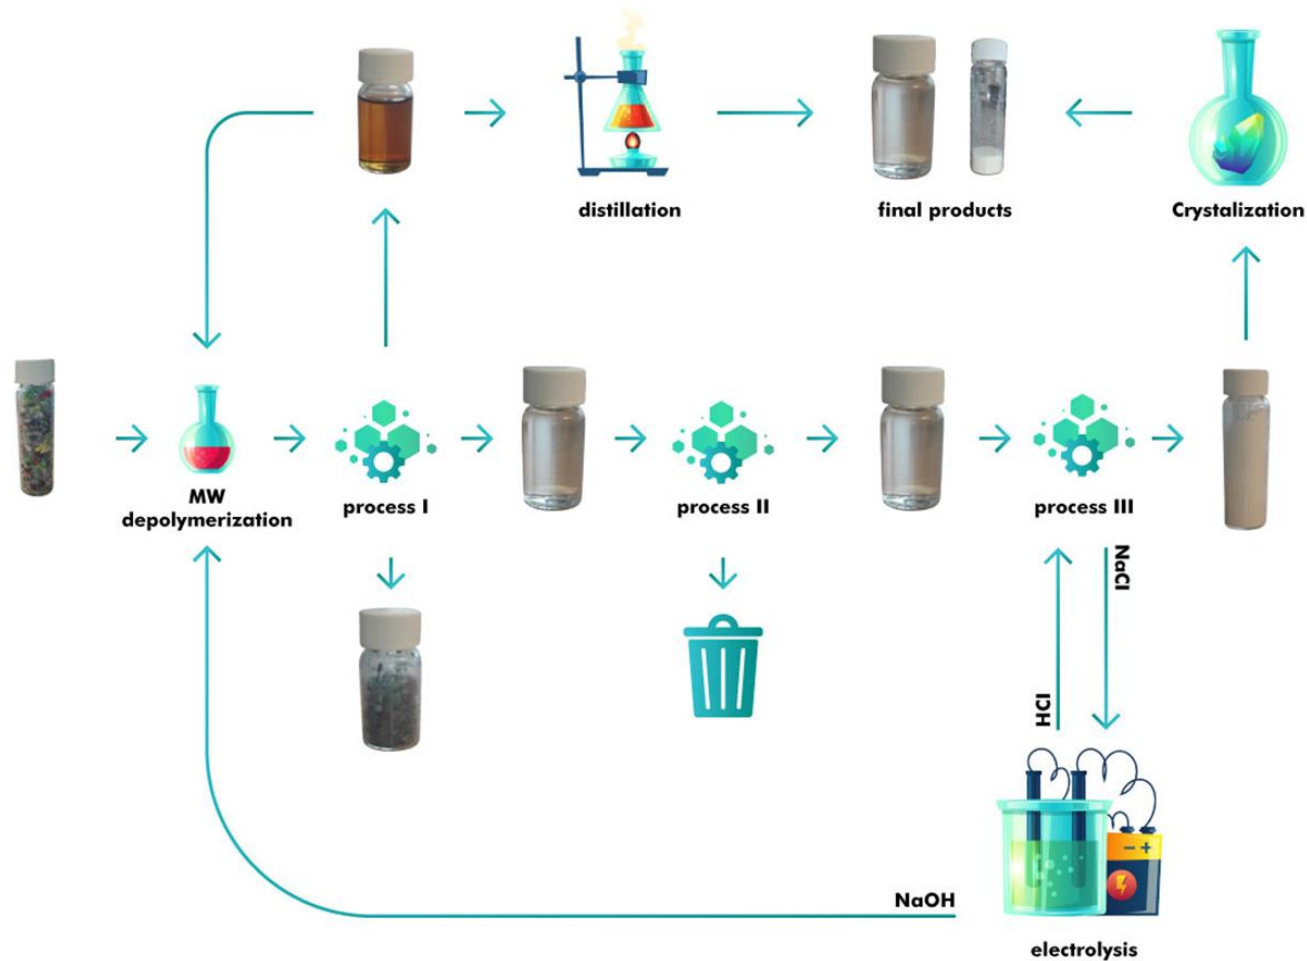 distillation
final products
Crystalization
MW
depolymerization
process I
process II
process III
NaCl
HCl
NaOH
- +
electrolysis